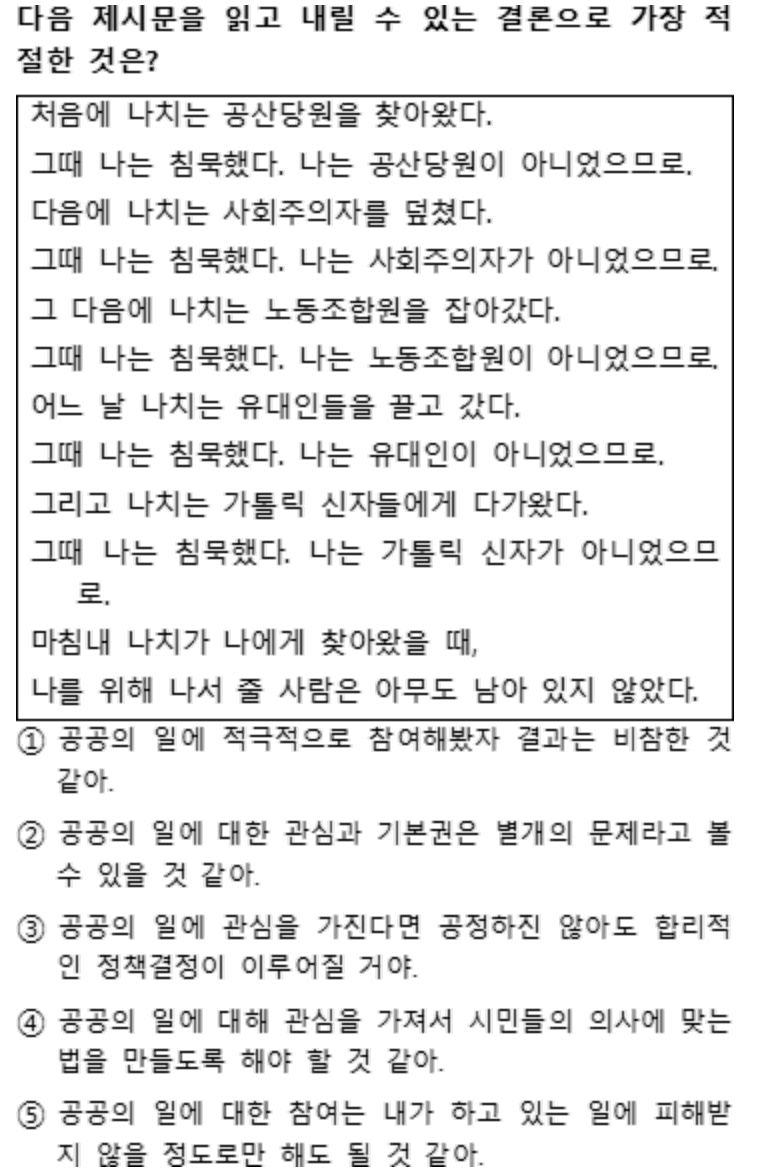 다음 제시문을 읽고 내릴 수 있는 결론으로 가장 적
절한 것은?
처음에 나치는 공산당원을 찾아왔다.
그때 나는 침묵했다. 나는 공산당원이 아니었으므로.
다음에 나치는 사회주의자를 덮쳤다.
그때 나는 침묵했다. 나는 사회주의자가 아니었으므로.
그 다음에 나치는 노동조합원을 잡아갔다.
그때 나는 침묵했다. 나는 노동조합원이 아니었으므로.
어느 날 나치는 유대인들을 끌고 갔다.
그때 나는 침묵했다. 나는 유대인이 아니었으므로.
그리고 나치는 가톨릭 신자들에게 다가왔다.
그때 나는 침묵했다. 나는 가톨릭 신자가 아니었으므
로.
마침내 나치가 나에게 찾아왔을 때,
나를 위해 나서 줄 사람은 아무도 남아 있지 않았다.
① 공공의 일에 적극적으로 참여해봤자 결과는 비참한 것
같아.
② 공공의 일에 대한 관심과 기본권은 별개의 문제라고 볼
수 있을 것 같아.
③ 공공의 일에 관심을 가진다면 공정하진 않아도 합리적
인 정책결정이 이루어질 거야.
④ 공공의 일에 대해 관심을 가져서 시민들의 의사에 맞는
법을 만들도록 해야 할 것 같아.
⑤ 공공의 일에 대한 참여는 내가 하고 있는 일에 피해받
지 않을 정도로만 해도 될 것 같아.